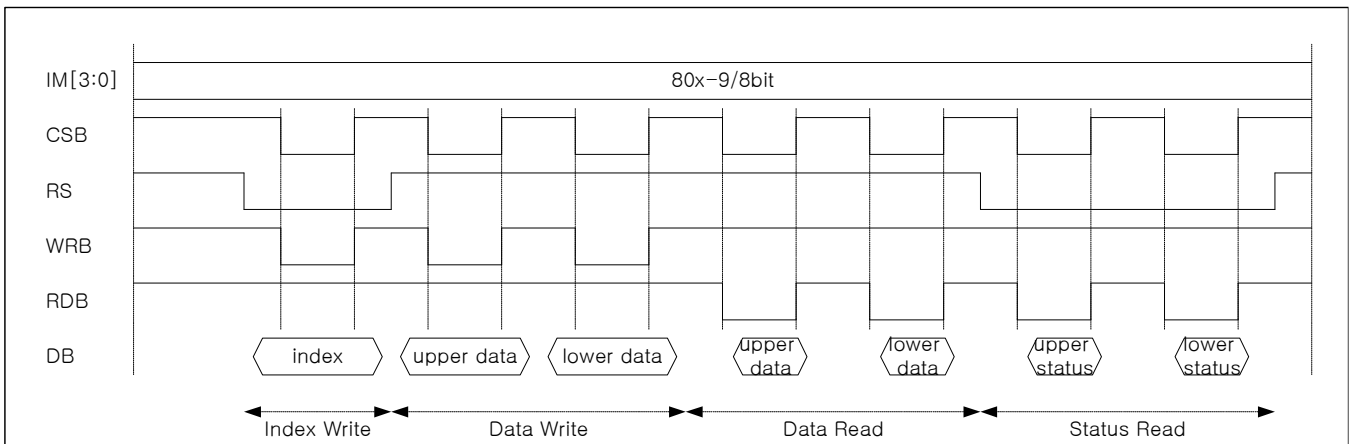 IM[3:0]
80x-9/8bit
CSB
RS
WRB
RDB
DB
index
upper data
lower data
upper
data
lower
data
upper
status
lower
status
Index Write
Data Write
Data Read
Status Read